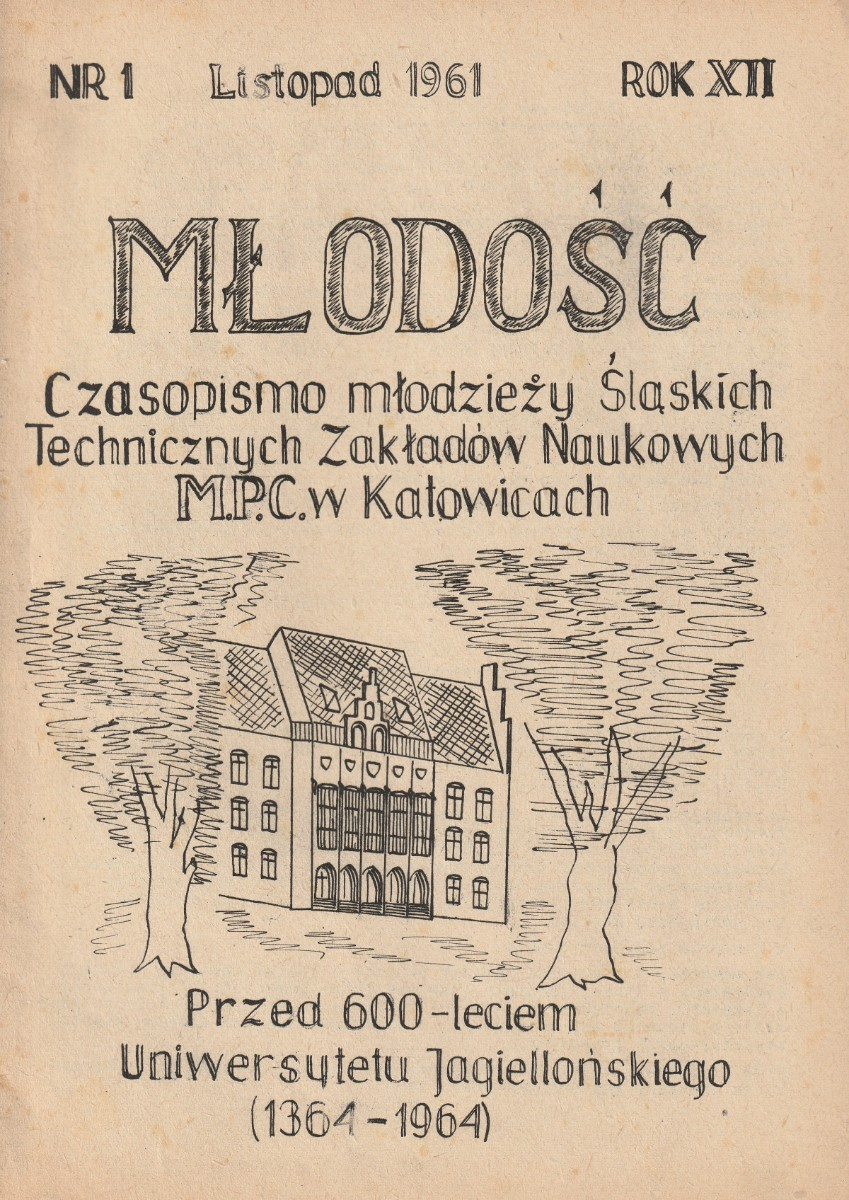 NR 1 Listopad 1961 ROK XII
MŁODOŚĆ
Czasopismo młodzieży Śląskich
Technicznych Zakładów Naukowych
M.P.C. w Katowicach
Przed 600-leciem
Uniwersytetu Jagiellońskiego
(1364-1964)